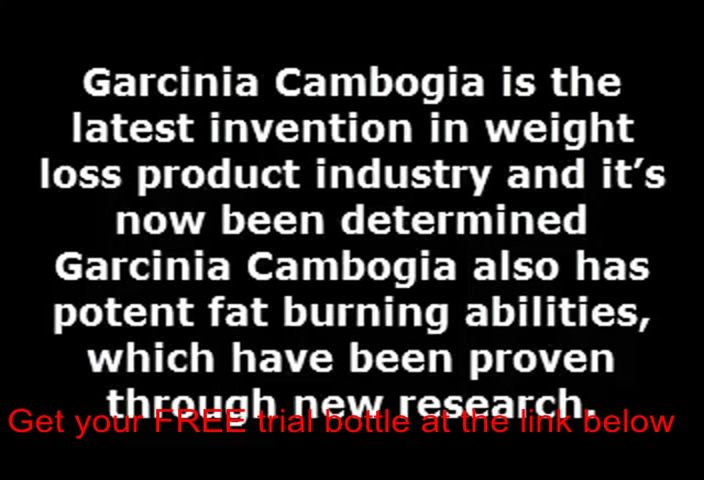 Garcinia Cambogia is the
latest invention in weight
loss product industry and it’s
now been determined
Garcinia Cambogia also has
potent fat burning abilities,
which have been proven
through new research.
Get your FREE trial bottle at the link below